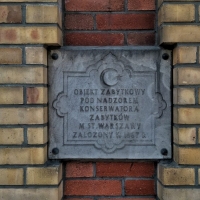 OBIEKT ZABYTKOWY
POD NADZOREM
KONSERWATORA
ZABYTKÓW
M. ST. WARSZAWY
ZAŁOŻONY W 1867 R.